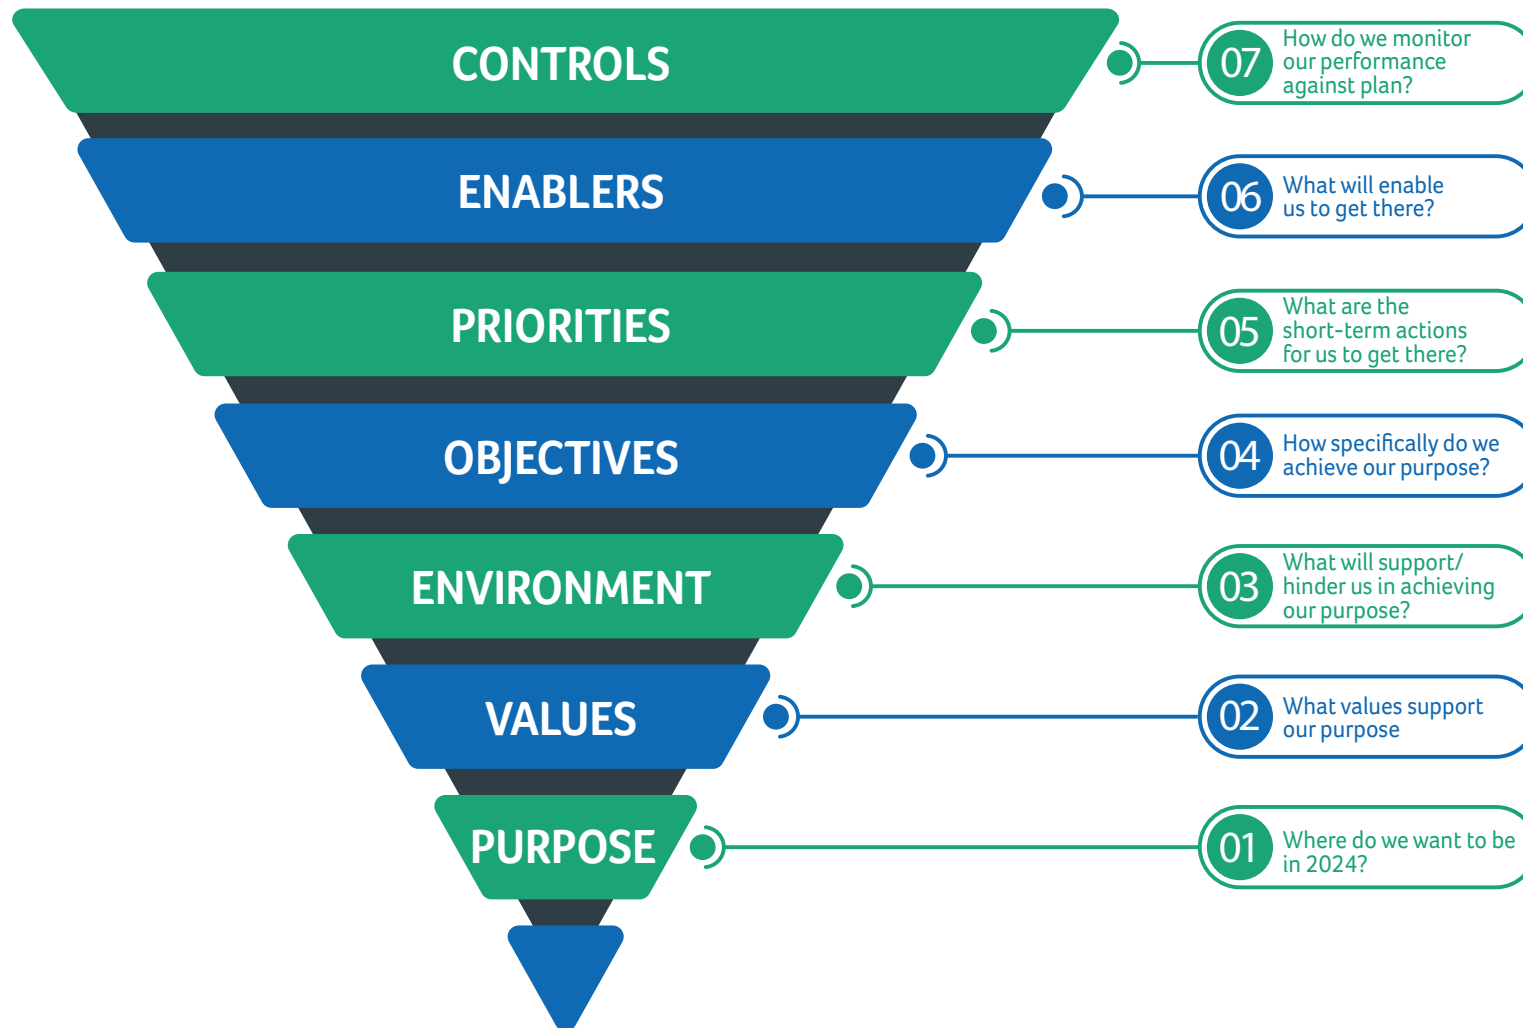 CONTROLS
07
How do we monitor
our performance
against plan?
ENABLERS
06
What will enable
us to get there?
PRIORITIES
05
What are the
short-term actions
for us to get there?
OBJECTIVES
04
How specifically do we
achieve our purpose?
ENVIRONMENT
03
What will support/
hinder us in achieving
our purpose?
VALUES
02
What values support
our purpose
PURPOSE
01
Where do we want to be
in 2024?